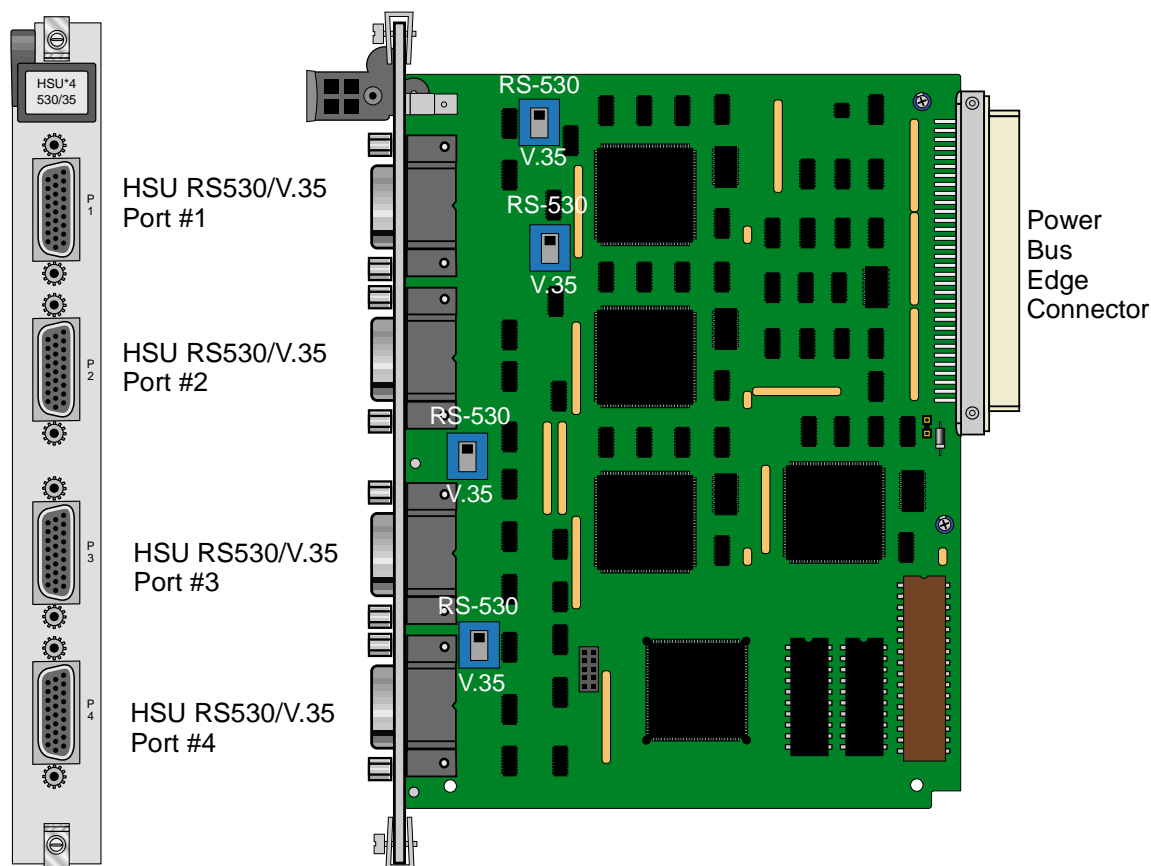 HSU*4
530/35
P
1
HSU RS530/V.35
Port #1
P
2
HSU RS530/V.35
Port #2
P
3
HSU RS530/V.35
Port #3
P
4
HSU RS530/V.35
Port #4
RS-530
V.35
RS-530
V.35
RS-530
V.35
RS-530
V.35
Power
Bus
Edge
Connector